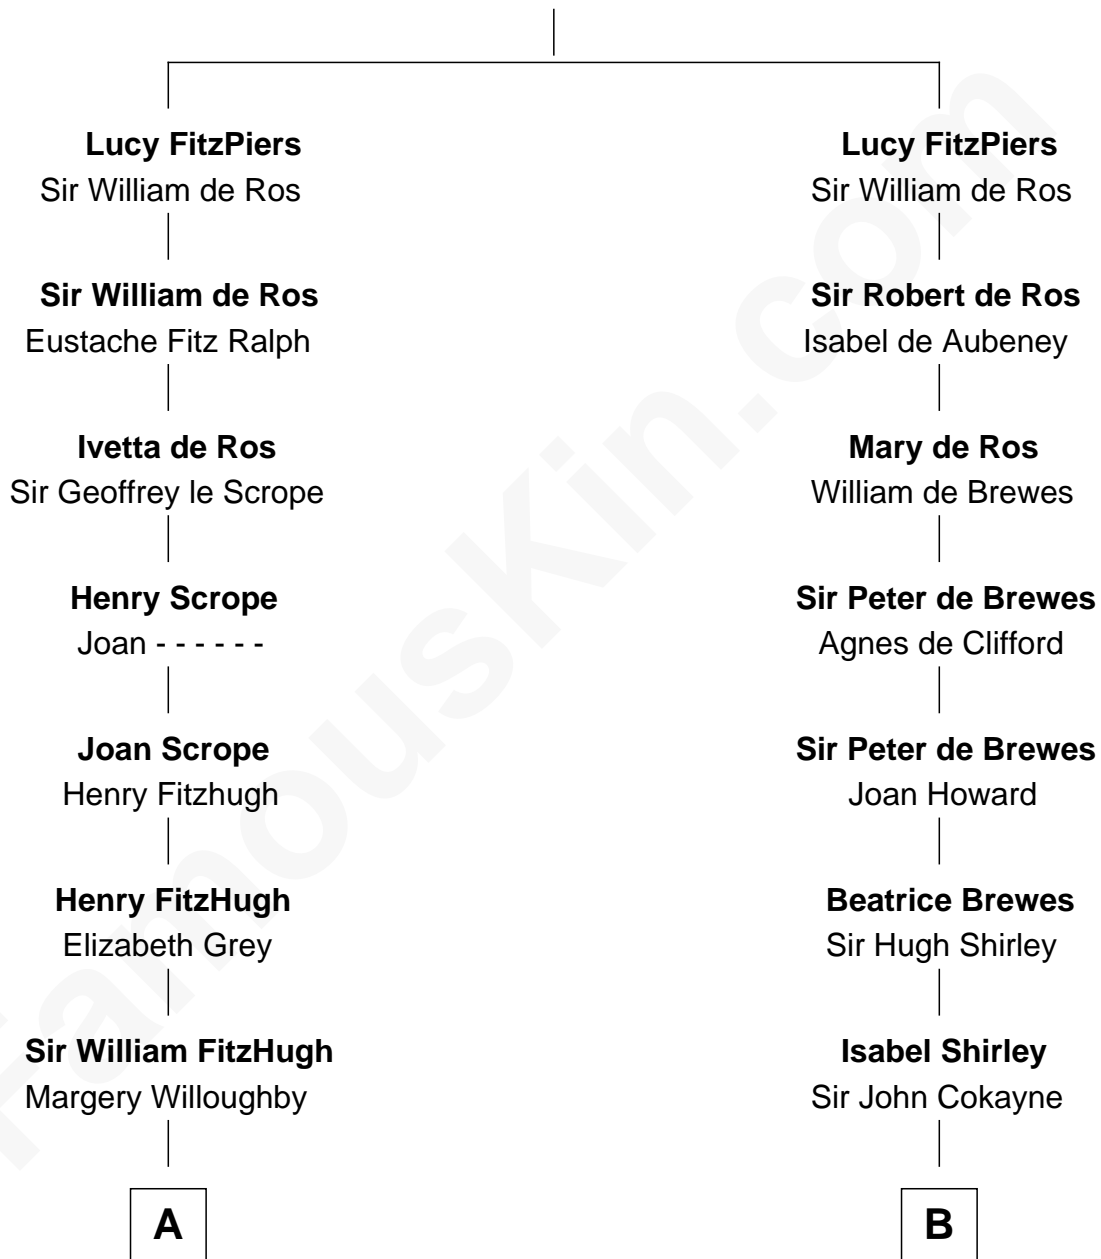 Lucy FitzPiers
Sir William de Ros
Sir William de Ros
Eustache Fitz Ralph
Ivetta de Ros
Sir Geoffrey le Scrope
Henry Scrope
Joan - - - - - -
Joan Scrope
Henry Fitzhugh
Henry FitzHugh
Elizabeth Grey
Sir William FitzHugh
Margery Willoughby
A
Lucy FitzPiers
Sir William de Ros
Sir Robert de Ros
Isabel de Aubeney
Mary de Ros
William de Brewes
Sir Peter de Brewes
Agnes de Clifford
Sir Peter de Brewes
Joan Howard
Beatrice Brewes
Sir Hugh Shirley
Isabel Shirley
Sir John Cokayne
B
FamousKin.com